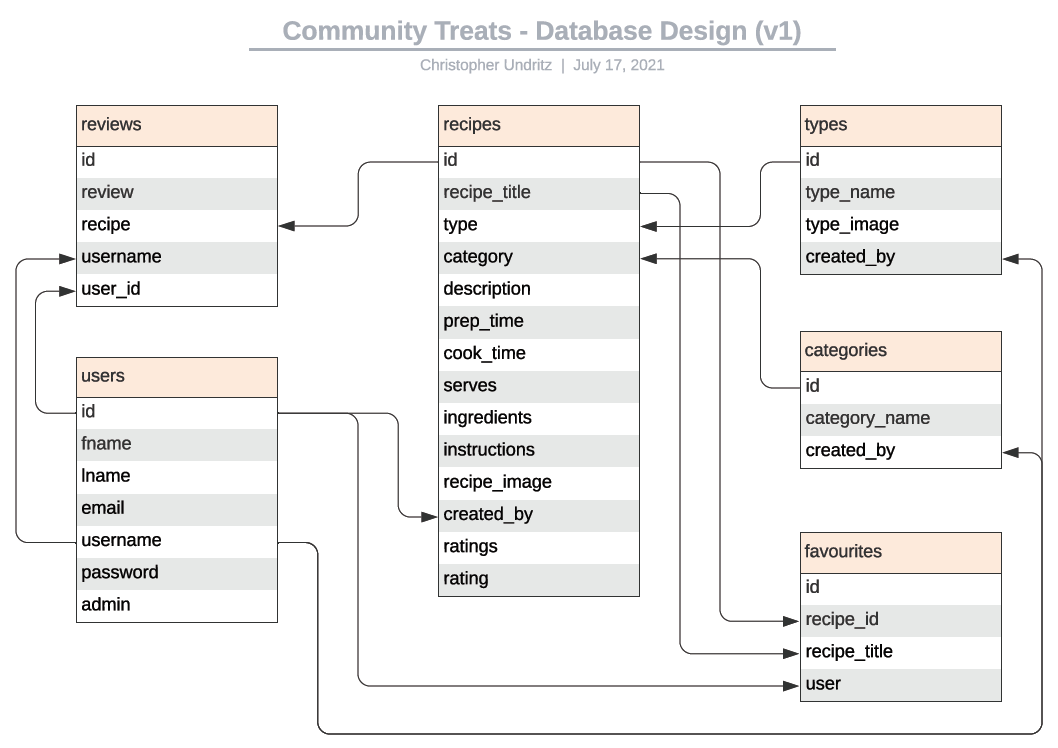 Community Treats - Database Design (v1)
Christopher Undritz | July 17, 2021
reviews
id
review
recipe
username
user_id
users
id
fname
lname
email
username
password
admin
recipes
id
recipe_title
type
category
description
prep_time
cook_time
serves
ingredients
instructions
recipe_image
created_by
ratings
rating
types
id
type_name
type_image
created_by
categories
id
category_name
created_by
favourites
id
recipe_id
recipe_title
user